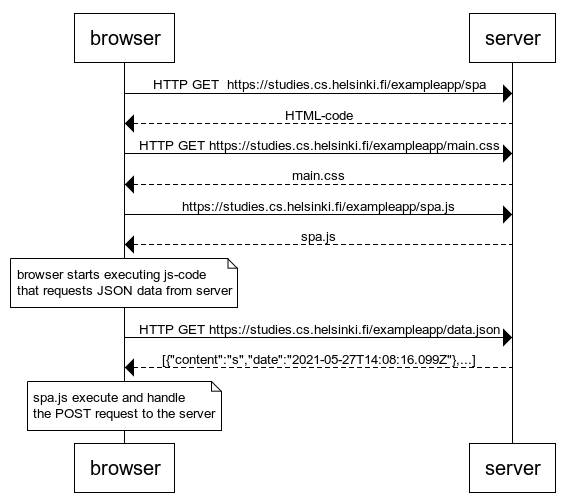 browser
server
HTTP GET  https://studies.cs.helsinki.fi/exampleapp/spa
HTML-code
HTTP GET https://studies.cs.helsinki.fi/exampleapp/main.css
main.css
https://studies.cs.helsinki.fi/exampleapp/spa.js
spa.js
browser starts executing js-code
that requests JSON data from server
HTTP GET https://studies.cs.helsinki.fi/exampleapp/data.json
[{"content":"s","date":"2021-05-27T14:08:16.099Z"},...]
spa.js execute and handle
the POST request to the server
browser
server